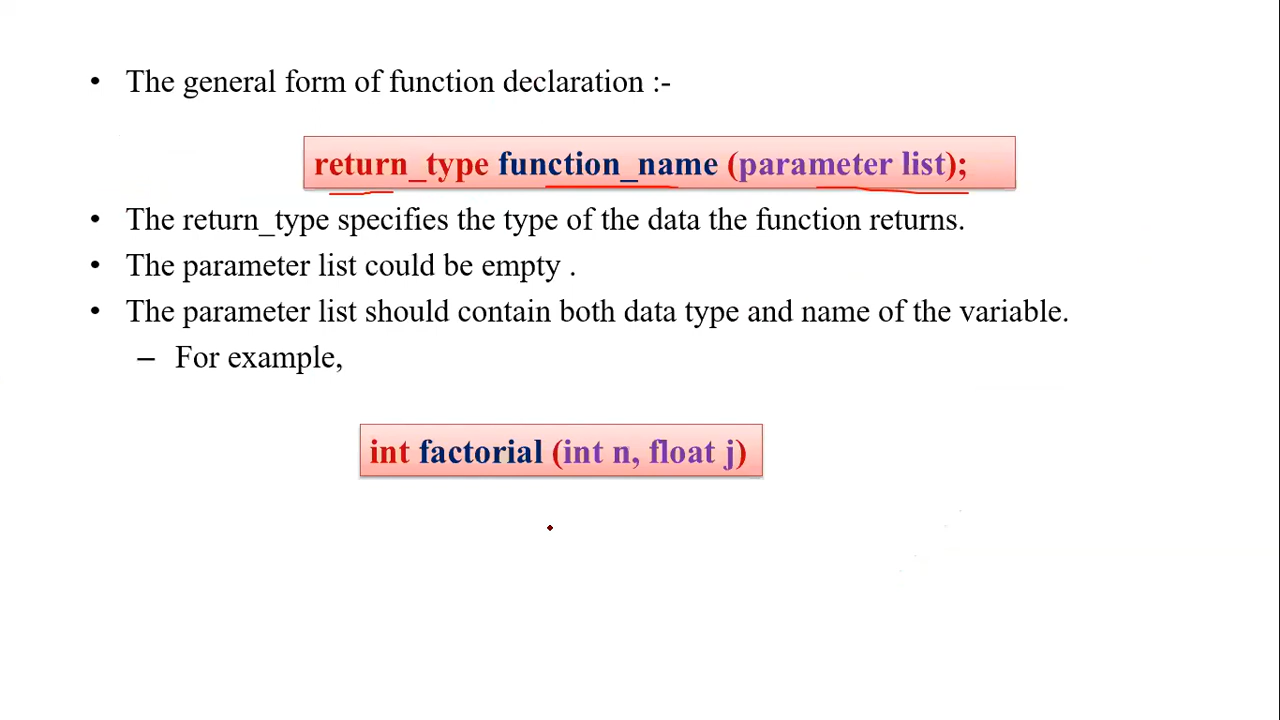 • The general form of function declaration :-
return_type function_name (parameter list);
• The return_type specifies the type of the data the function returns.
• The parameter list could be empty .
• The parameter list should contain both data type and name of the variable.
– For example,
int factorial (int n, float j)